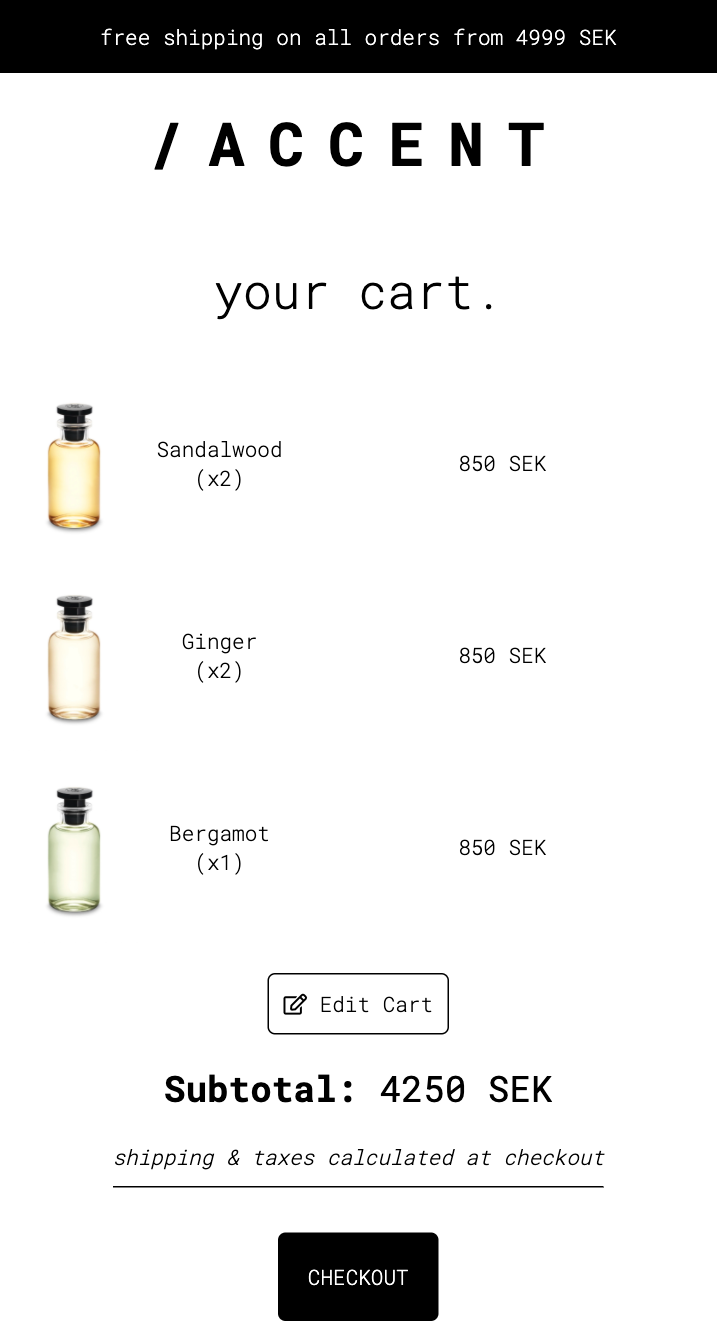 free shipping on all orders from 4999 SEK
/ACCENT
your cart.
Sandalwood
(x2)
850 SEK
Ginger
(x2)
850 SEK
Bergamot
(x1)
850 SEK
Edit Cart
Subtotal: 4250 SEK
shipping & taxes calculated at checkout
CHECKOUT